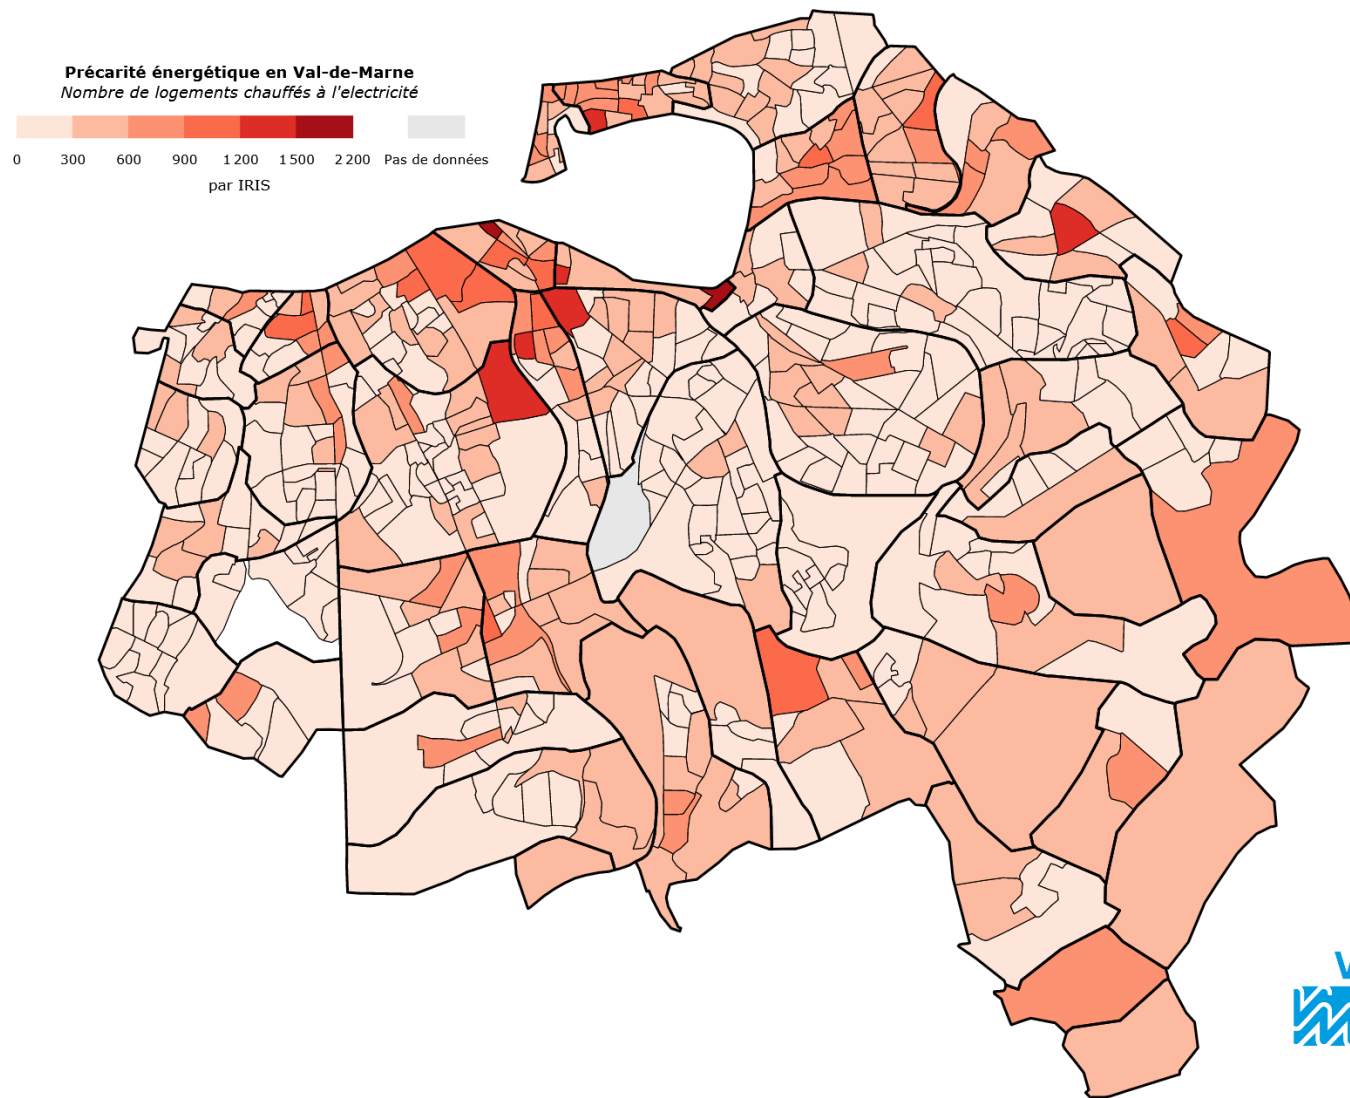 Précarité énergétique en Val-de-Marne
Nombre de logements chauffés à l'electricité
0 300 600 900 1 200 1 500 2 200 Pas de données
par IRIS
V